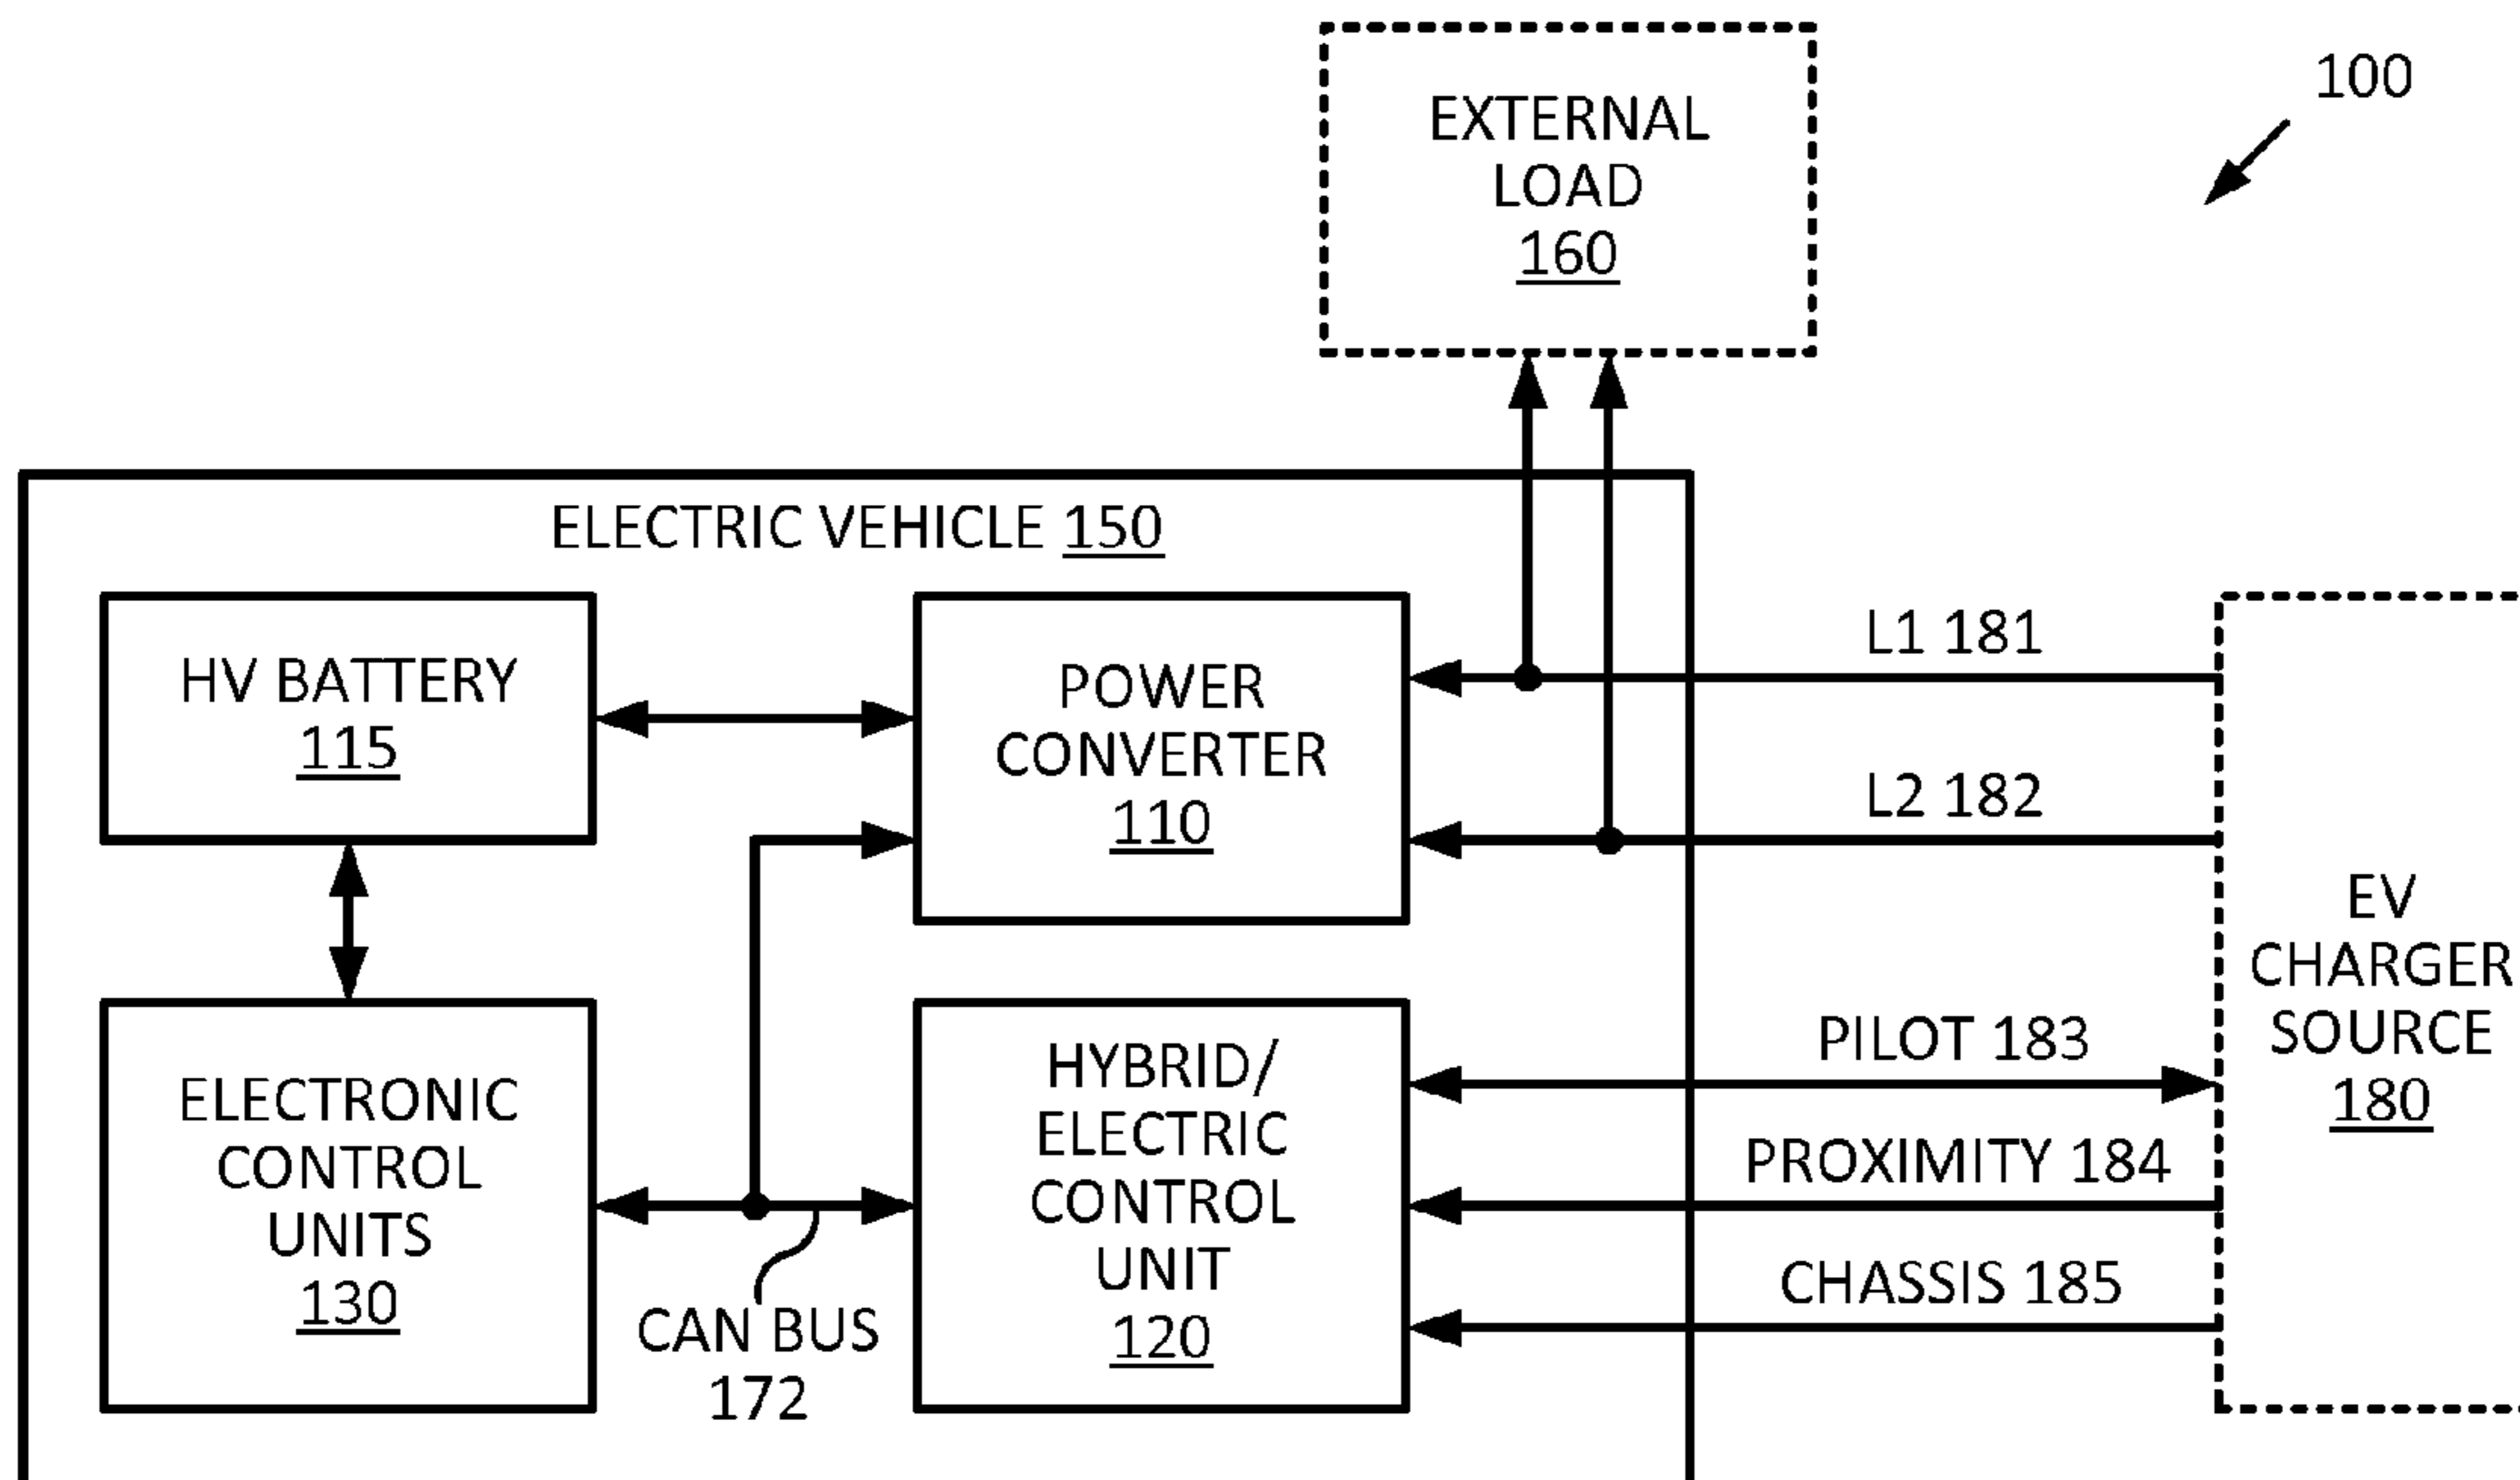 100
EXTERNAL
LOAD
160
ELECTRIC VEHICLE 150
HV BATTERY
115
POWER
CONVERTER
110
L1 181
L2 182
EV
CHARGER
SOURCE
180
ELECTRONIC
CONTROL
UNITS
130
CAN BUS
172
HYBRID/
ELECTRIC
CONTROL
UNIT
120
PILOT 183
PROXIMITY 184
CHASSIS 185